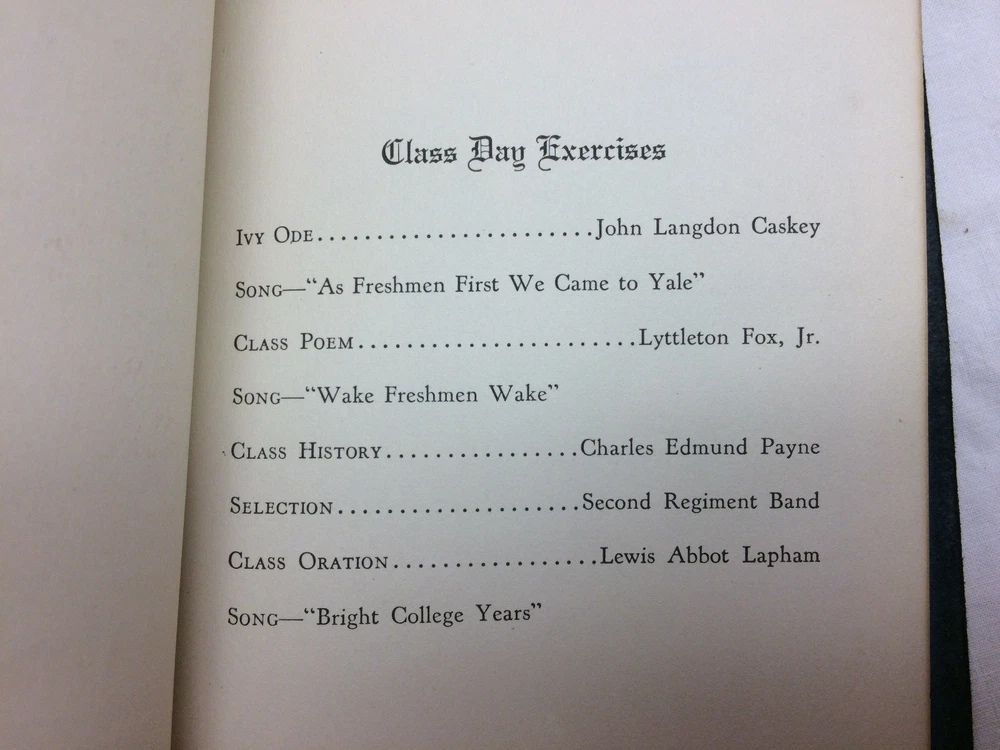 Class Day Exercises
Ivy Ode........................John Langdon Caskey
Song—“As Freshmen First We Came to Yale”
Class Poem........................Lyttleton Fox, Jr.
Song—“Wake Freshmen Wake”
Class History................Charles Edmund Payne
Selection.....................Second Regiment Band
Class Oration..................Lewis Abbot Lapham
Song—“Bright College Years”